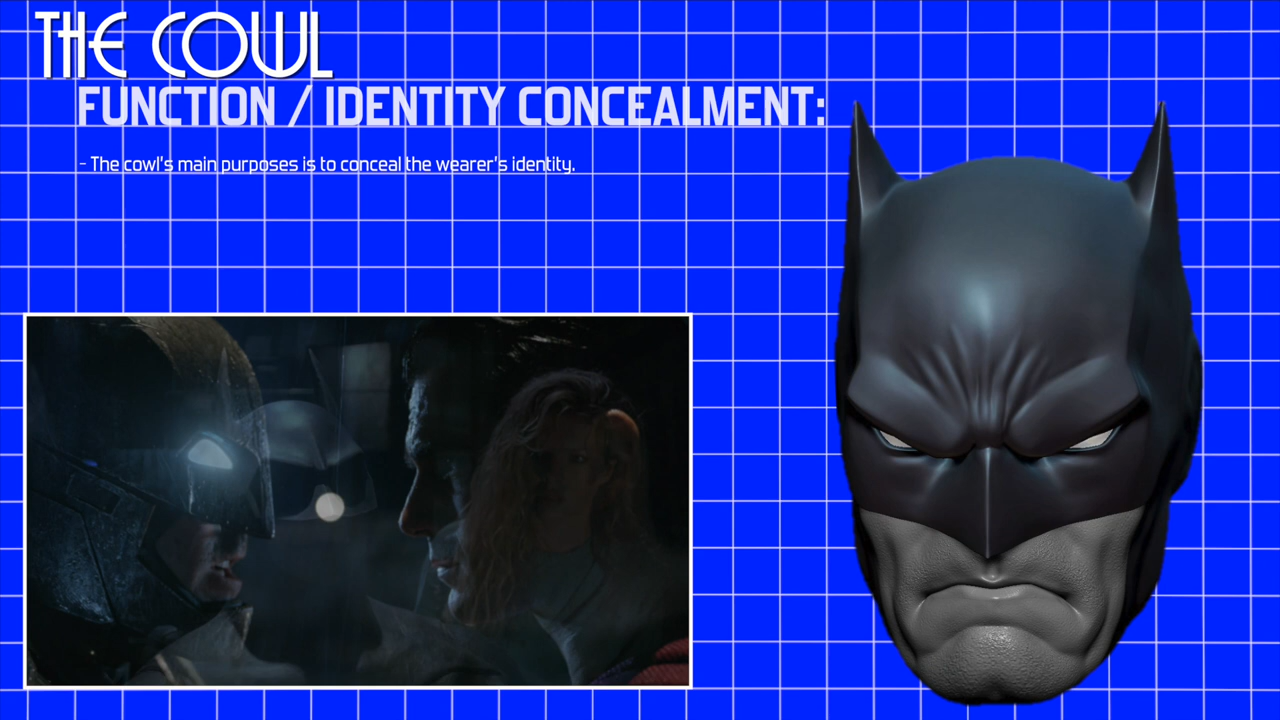 THE COWL
FUNCTION / IDENTITY CONCEALMENT:
- The cowl's main purposes is to conceal the wearer's identity.